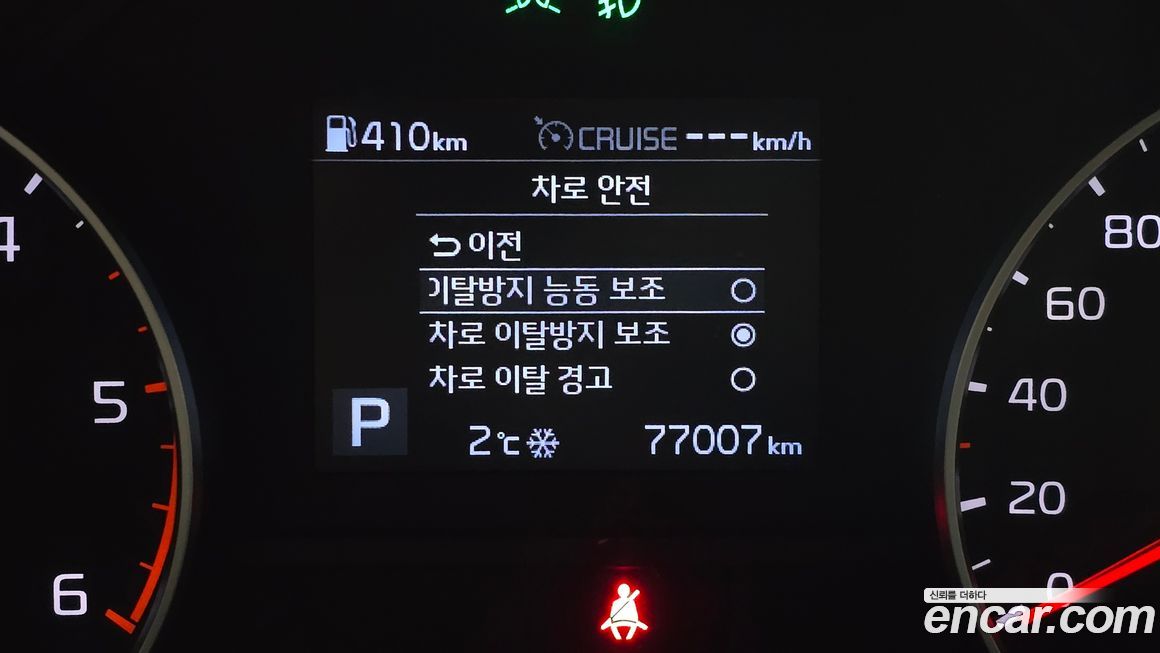 410km CRUISE ---km/h
차로 안전
이전
이탈방지 능동 보조
차로 이탈방지 보조
차로 이탈 경고
P
2℃ 77007km
4
5
6
80
60
40
20
0
신뢰를 더하다
encar.com